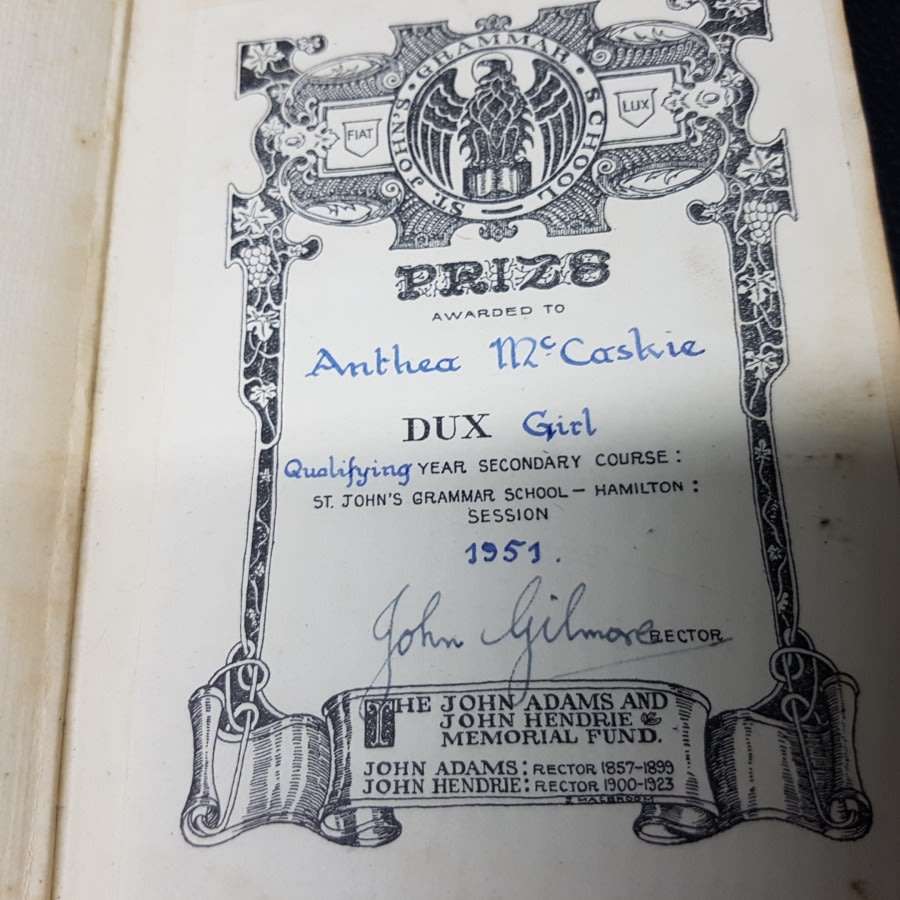 ST. JOHN'S · GRAMMAR · SCHOOL
FIAT
LUX
PRIZE
AWARDED TO
Anthea McCaskie
DUX Girl
Qualifying YEAR SECONDARY COURSE:
ST. JOHN'S GRAMMAR SCHOOL — HAMILTON:
SESSION
1951.
John Gilmore RECTOR
THE JOHN ADAMS AND
JOHN HENDRIE &
MEMORIAL FUND.
JOHN ADAMS: RECTOR 1857-1899
JOHN HENDRIE: RECTOR 1900-1923